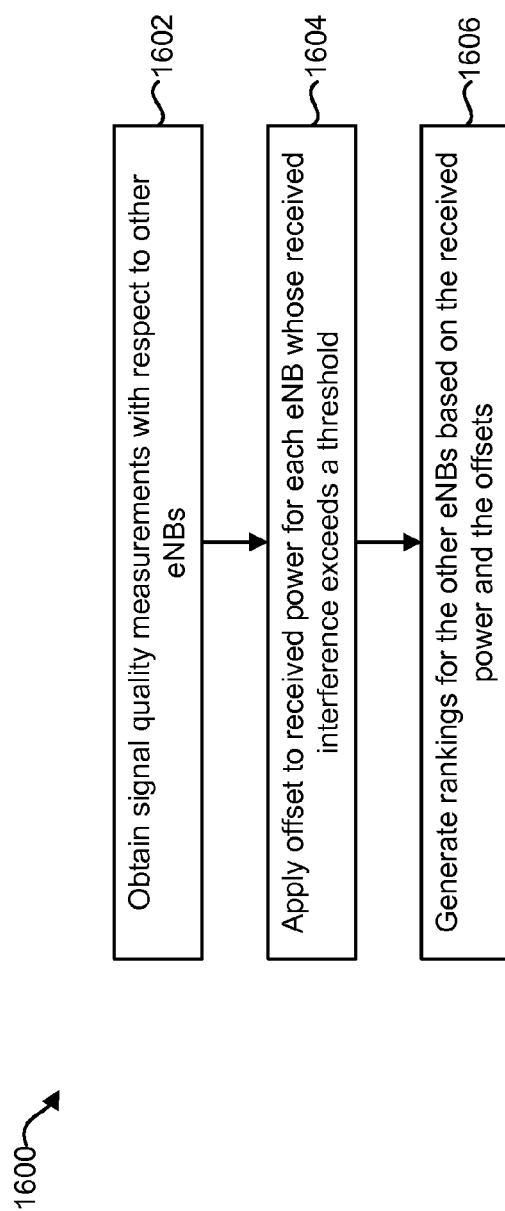 1600
Obtain signal quality measurements with respect to other
eNBs
1602
Apply offset to received power for each eNB whose received
interference exceeds a threshold
1604
Generate rankings for the other eNBs based on the received
power and the offsets
1606